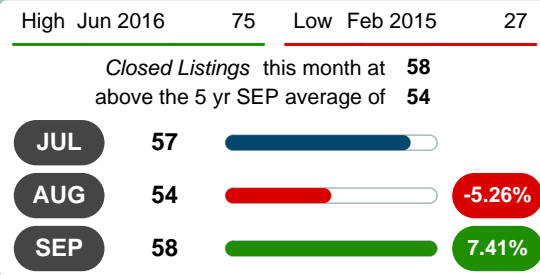 High Jun 2016 75 Low Feb 2015 27
Closed Listings this month at 58
above the 5 yr SEP average of 54
JUL 57
AUG 54 -5.26%
SEP 58 7.41%